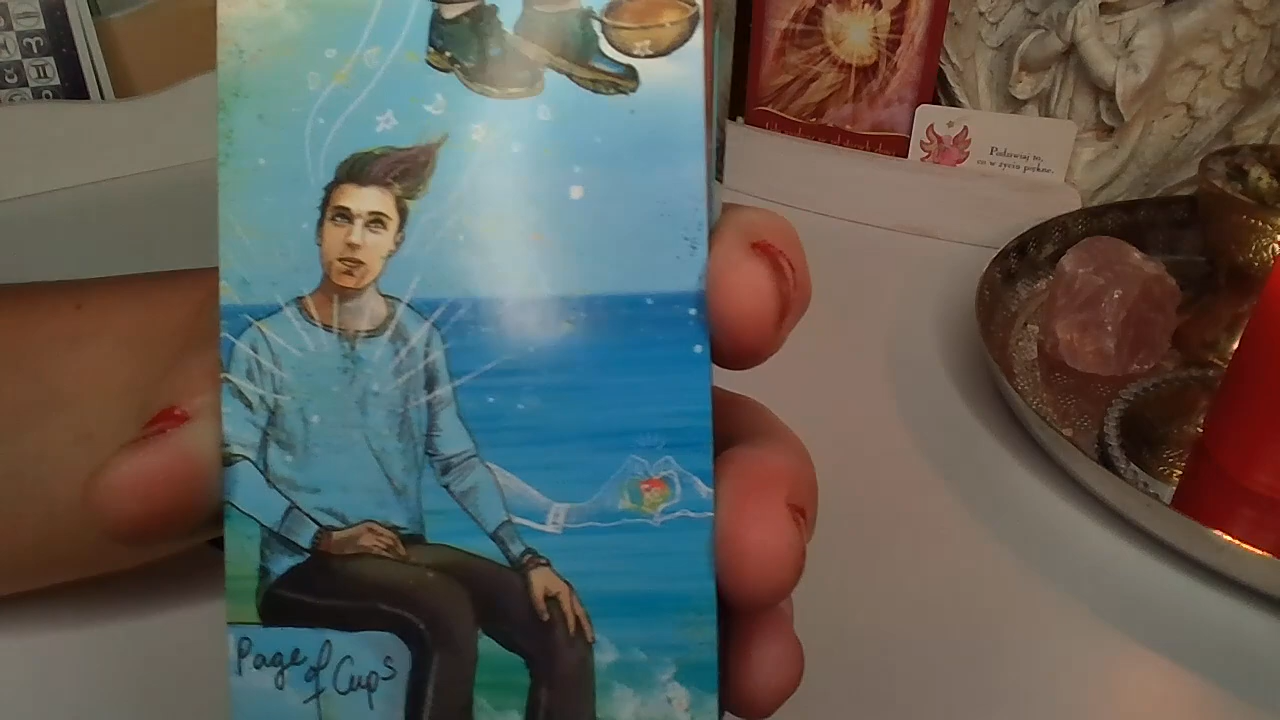 Podziwiaj to,
co w życiu piękne.
Page
of
Cups